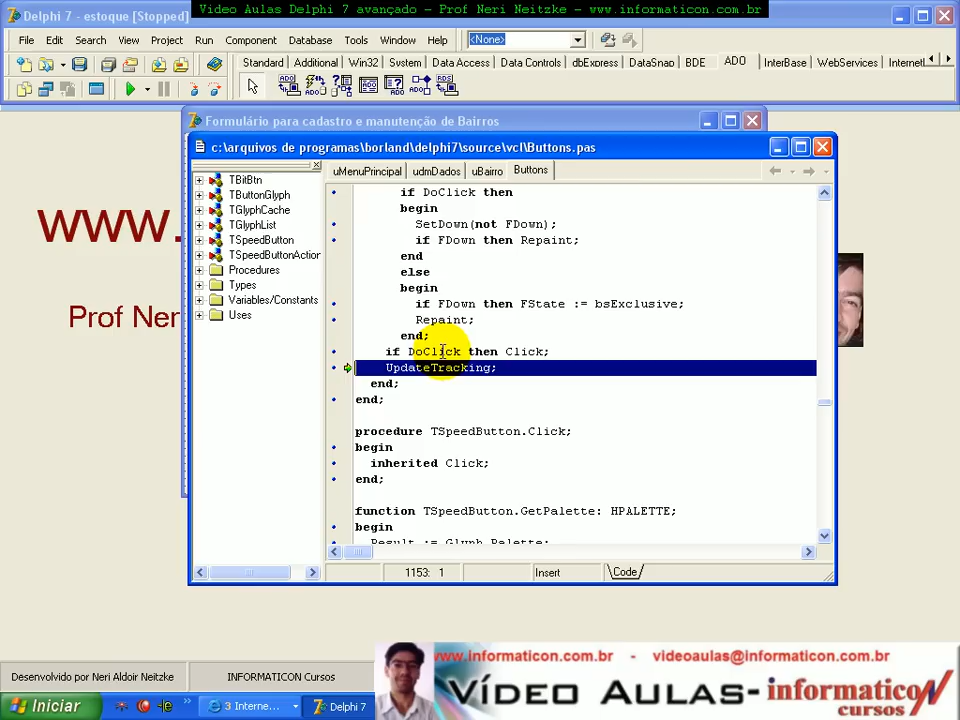 Video Aulas Delphi 7 avançado - Prof Neri Neitzke - www.informaticon.com.br
Delphi 7 - estoque [Stopped]
File Edit Search View Project Run Component Database Tools Window Help <None>
Standard Additional Win32 System Data Access Data Controls dbExpress DataSnap BDE ADO InterBase WebServices Internet
Formulário para cadastro e manutenção de Bairros
c:\arquivos de programas\borland\delphi7\source\vcl\Buttons.pas
uMenuPrincipal udmDados uBairro Buttons
TBitBtn
TButtonGlyph
TGlyphCache
TGlyphList
TSpeedButton
TSpeedButtonAction
Procedures
Types
Variables/Constants
Uses
if DoClick then
begin
SetDown(not FDown);
if FDown then Repaint;
end
else
begin
if FDown then FState := bsExclusive;
Repaint;
end;
if DoClick then Click;
UpdateTracking;
end;
end;
procedure TSpeedButton.Click;
begin
inherited Click;
end;
function TSpeedButton.GetPalette: HPALETTE;
begin
Result := Glyph.Palette;
1153: 1 Insert Code
WWW.
Prof Ner
Desenvolvido por Neri Aldoir Neitzke INFORMATICON Cursos
www.informaticon.com.br - videoaulas@informaticon.com.br
VÍDEO AULAS- informaticon
cursos
Iniciar 3 Interne... Delphi 7